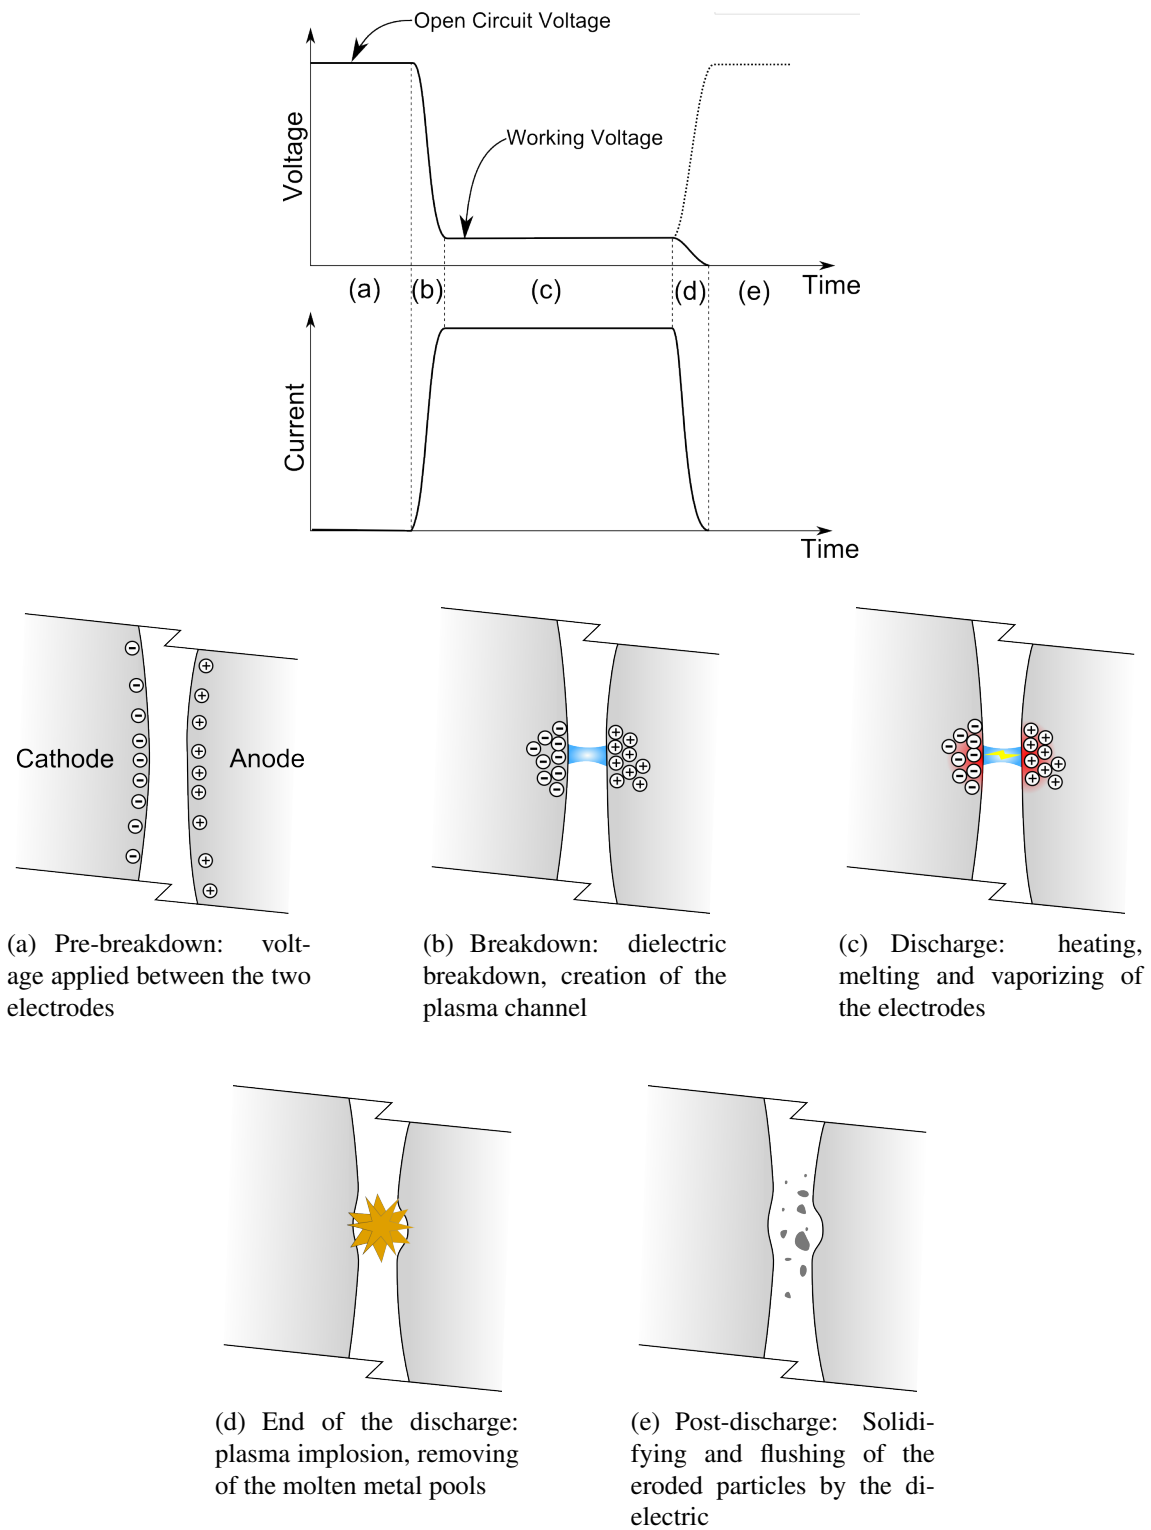 Open Circuit Voltage
Working Voltage
Voltage
(a) (b) (c) (d) (e) Time
Current
Time
Cathode Anode
(a) Pre-breakdown: volt-
age applied between the two
electrodes
(b) Breakdown: dielectric
breakdown, creation of the
plasma channel
(c) Discharge: heating,
melting and vaporizing of
the electrodes
(d) End of the discharge:
plasma implosion, removing
of the molten metal pools
(e) Post-discharge: Solidi-
fying and flushing of the
eroded particles by the di-
electric